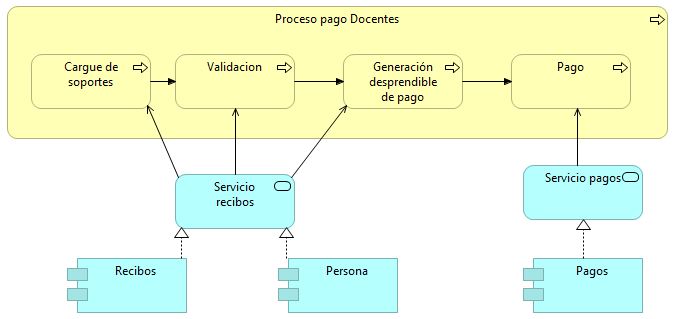 Proceso pago Docentes
Cargue de
soportes
Validacion
Generación
desprendible
de pago
Pago
Servicio
recibos
Servicio pagos
Recibos
Persona
Pagos